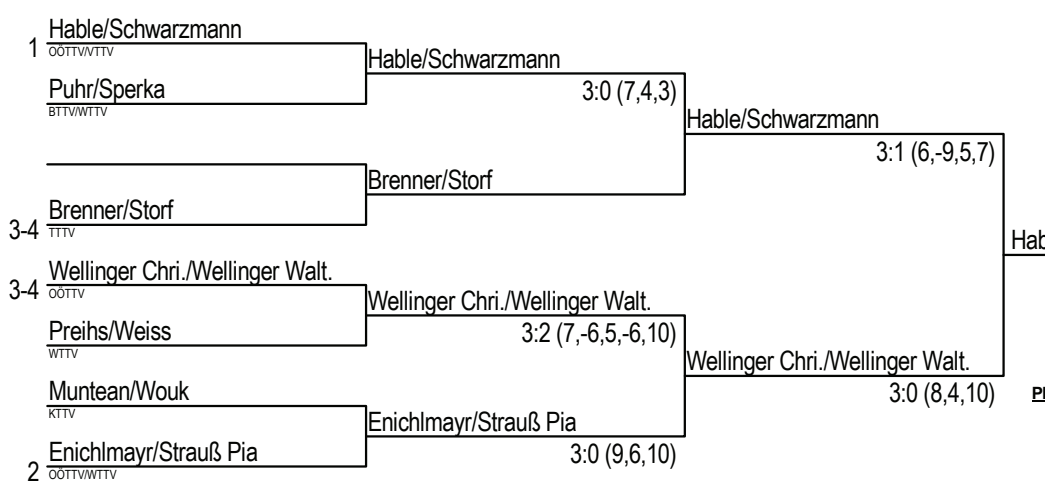 Hable/Schwarzmann
1
OÖTTV/VTTV
Hable/Schwarzmann
Puhr/Sperka
3:0 (7,4,3)
BTTV/WTTV
Hable/Schwarzmann
3:1 (6,-9,5,7)
Brenner/Storf
Brenner/Storf
3-4
TTTV
Hab
Wellinger Chri./Wellinger Walt.
3-4
OÖTTV
Wellinger Chri./Wellinger Walt.
Preihs/Weiss
3:2 (7,-6,5,-6,10)
WTTV
Wellinger Chri./Wellinger Walt.
Muntean/Wouk
3:0 (8,4,10)
KTTV
Enichlmayr/Strauß Pia
Enichlmayr/Strauß Pia
3:0 (9,6,10)
2
OÖTTV/WTTV